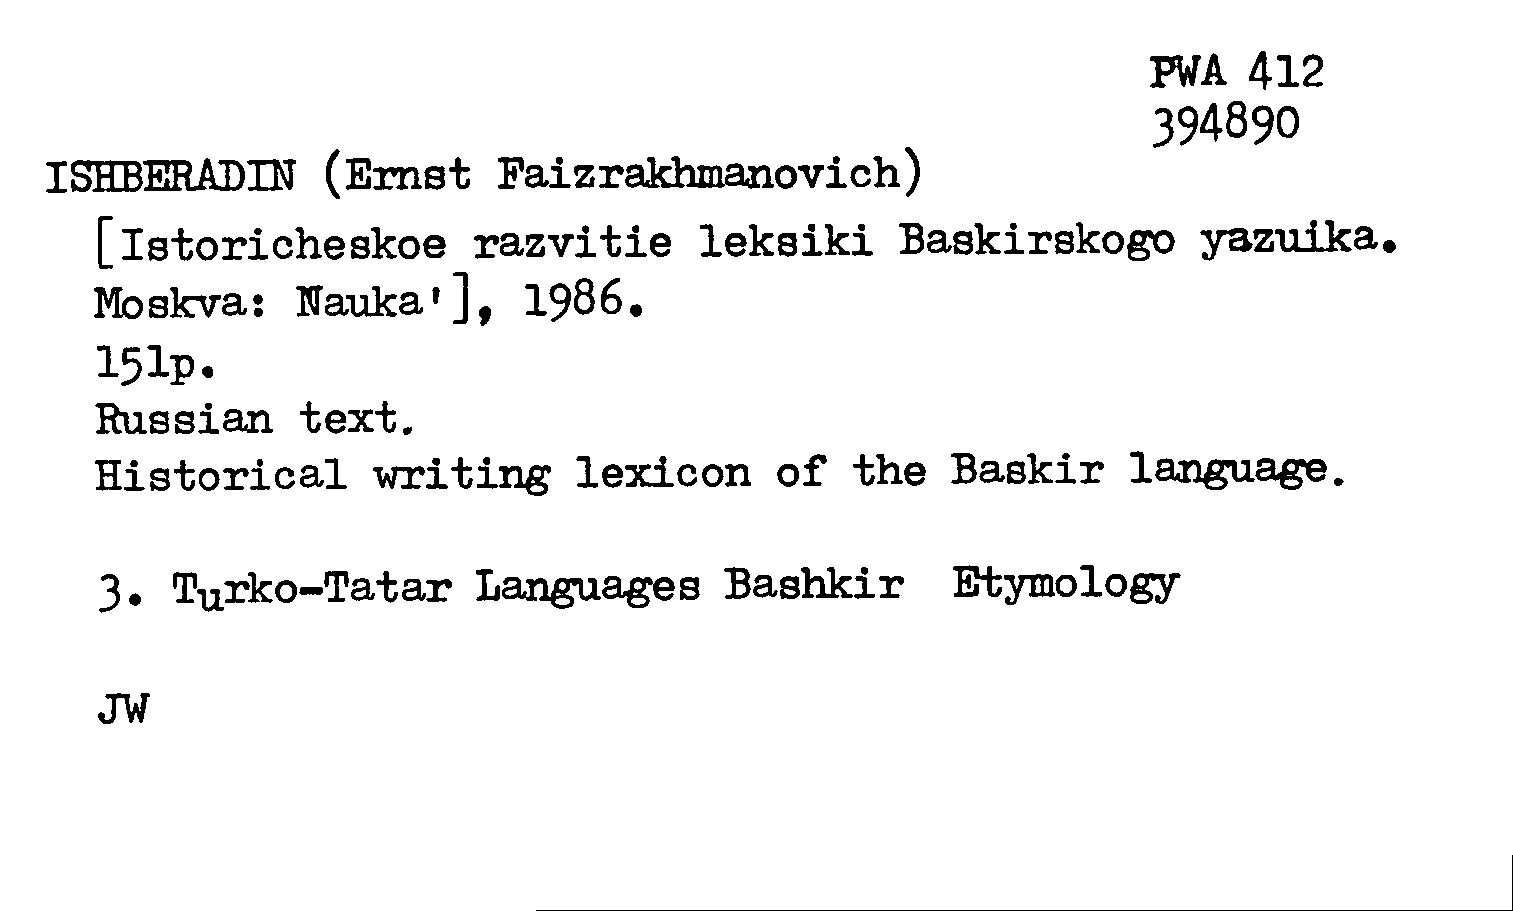 PWA 412
394890
ISHBERADIN (Ernst Faizrakhmanovich)
[Istoricheskoe razvitie leksiki Baskirskogo yazuika.
Moskva: Nauka'], 1986.
151p.
Russian text.
Historical writing lexicon of the Baskir language.
3. Turko-Tatar Languages Bashkir Etymology
JW